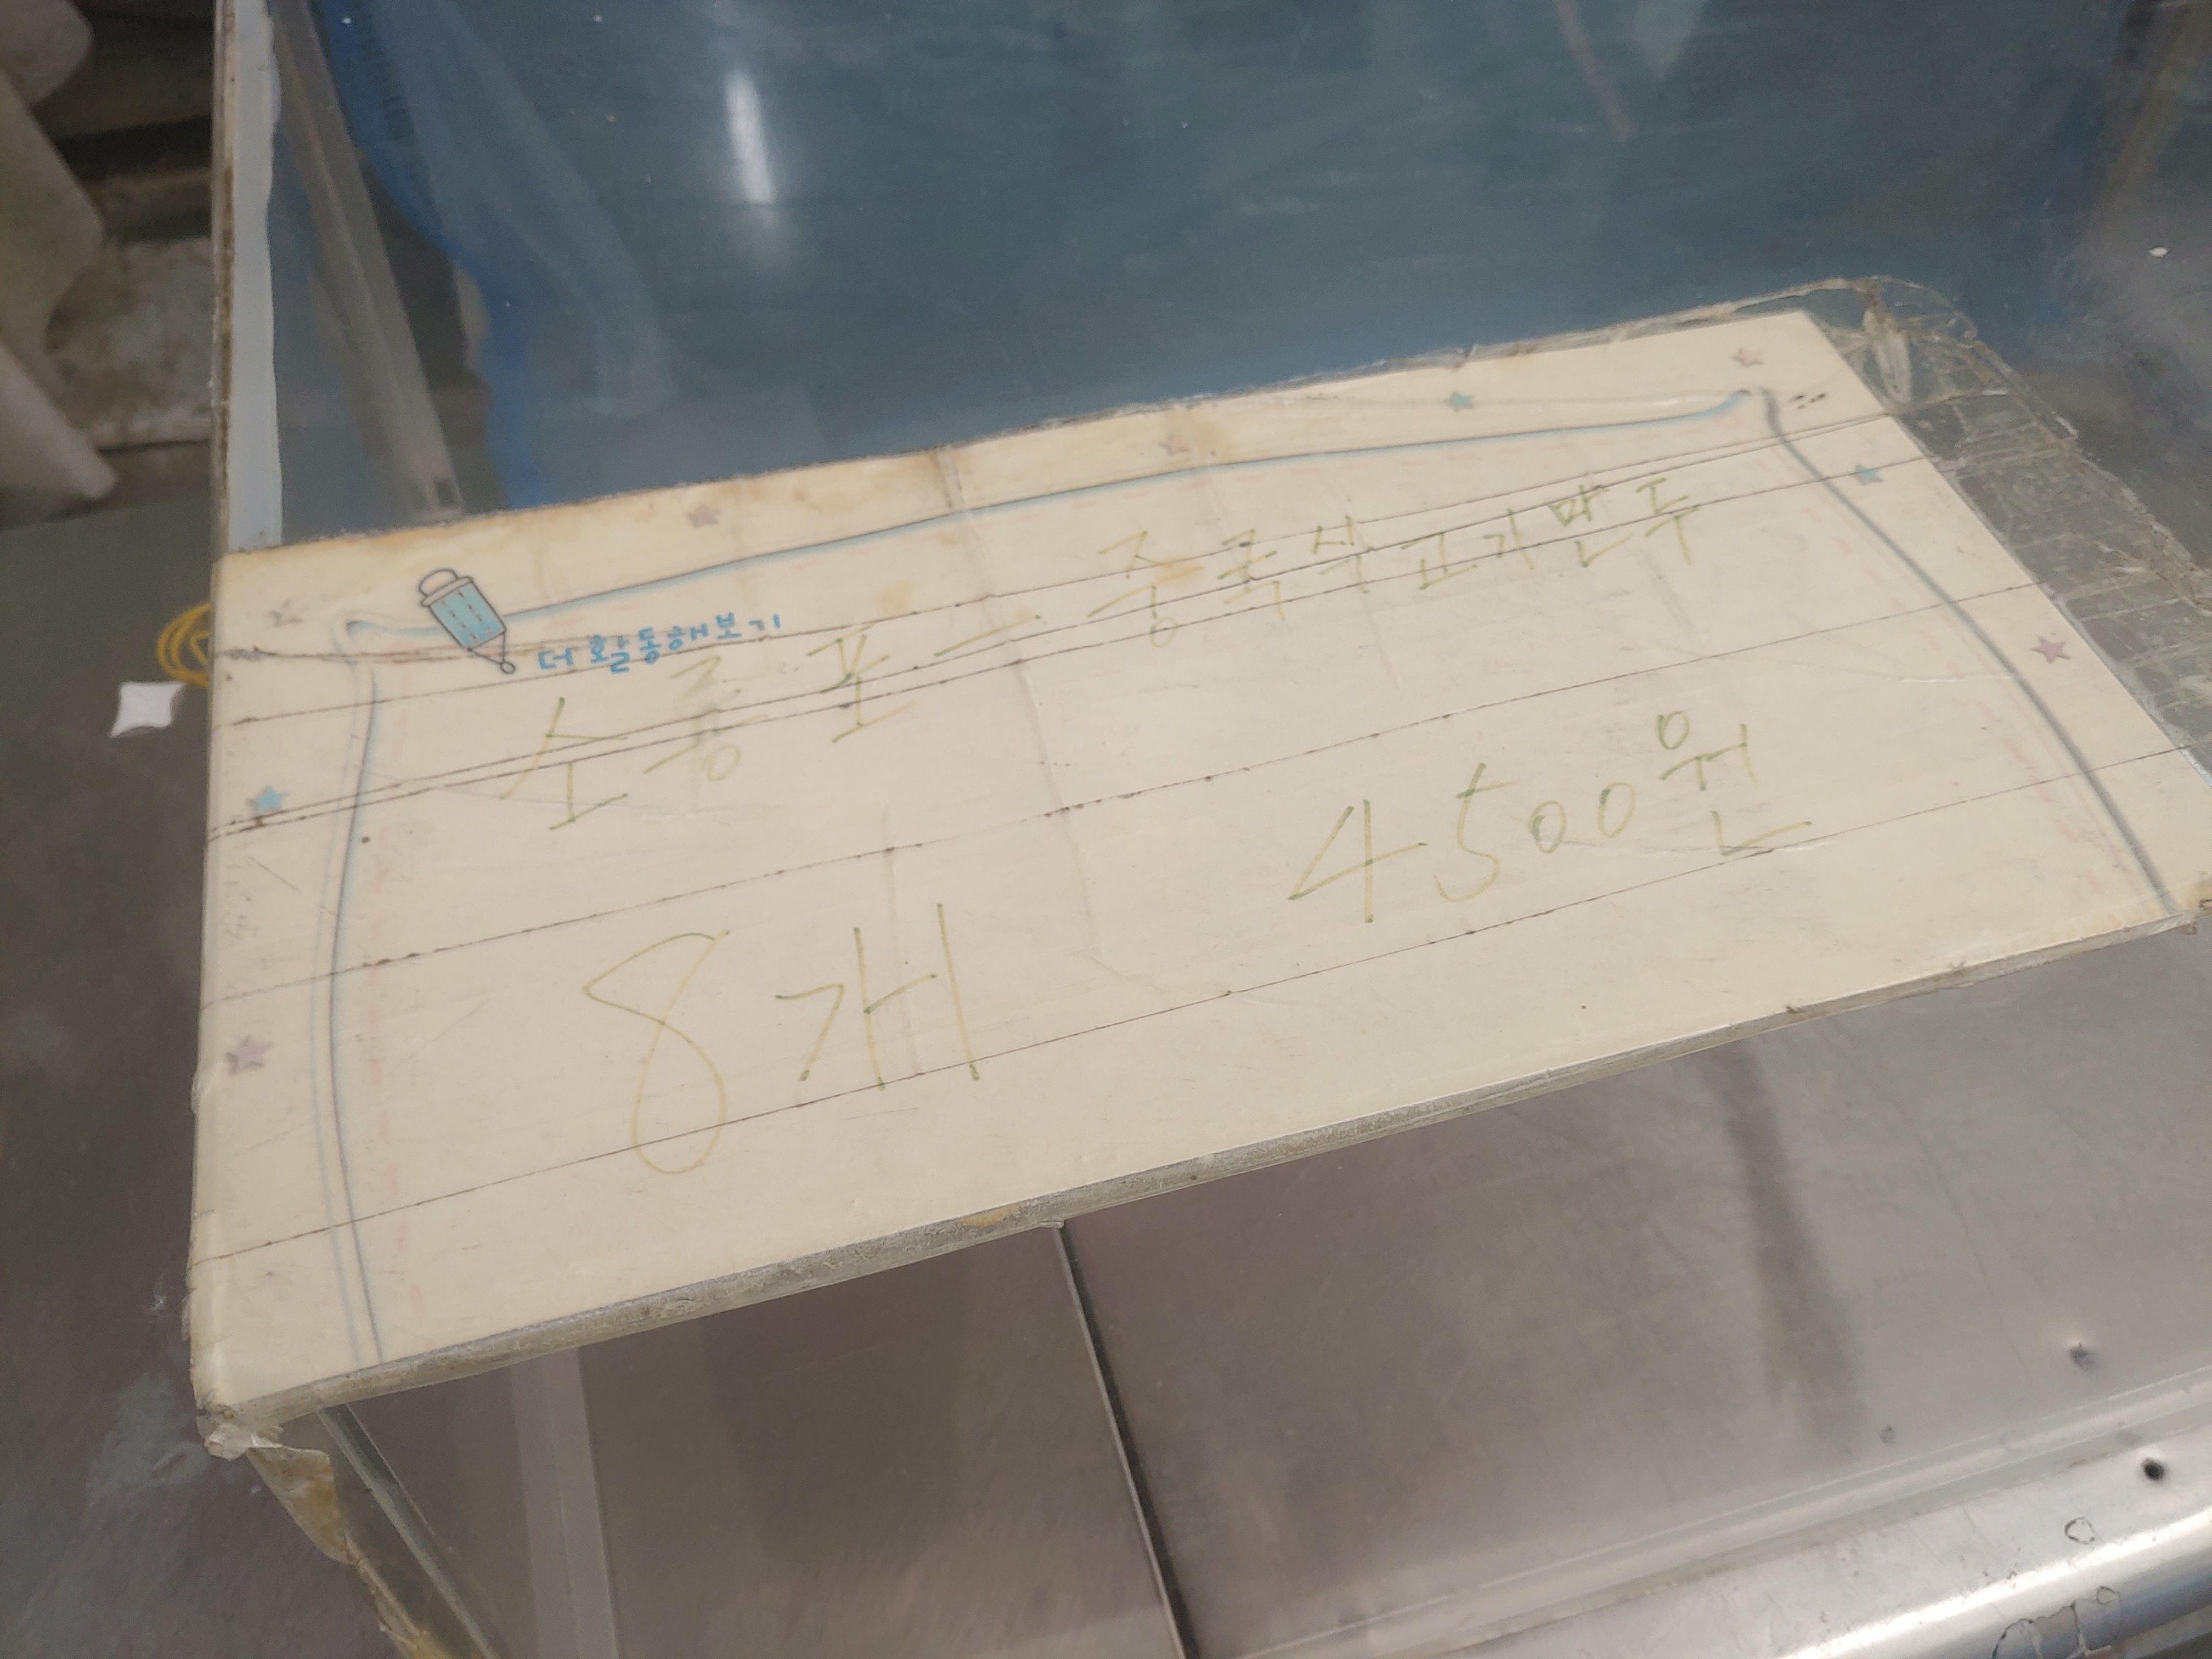 더 활동해보기
소롱포 - 중국식고기만두
8개 4500원